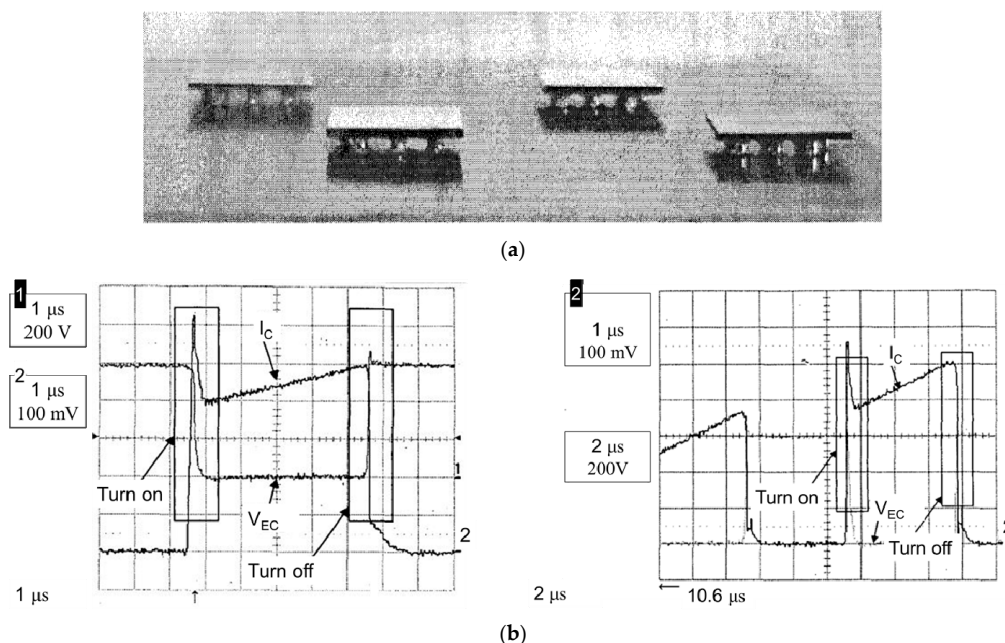 (a)
1
1 μs
200 V
2
1 μs
100 mV
I_C
1
Turn on
V_EC
2
Turn off
1 μs
↑
2
1 μs
100 mV
2 μs
200V
I_C
Turn on
V_EC
Turn off
2
2 μs
10.6 μs
(b)